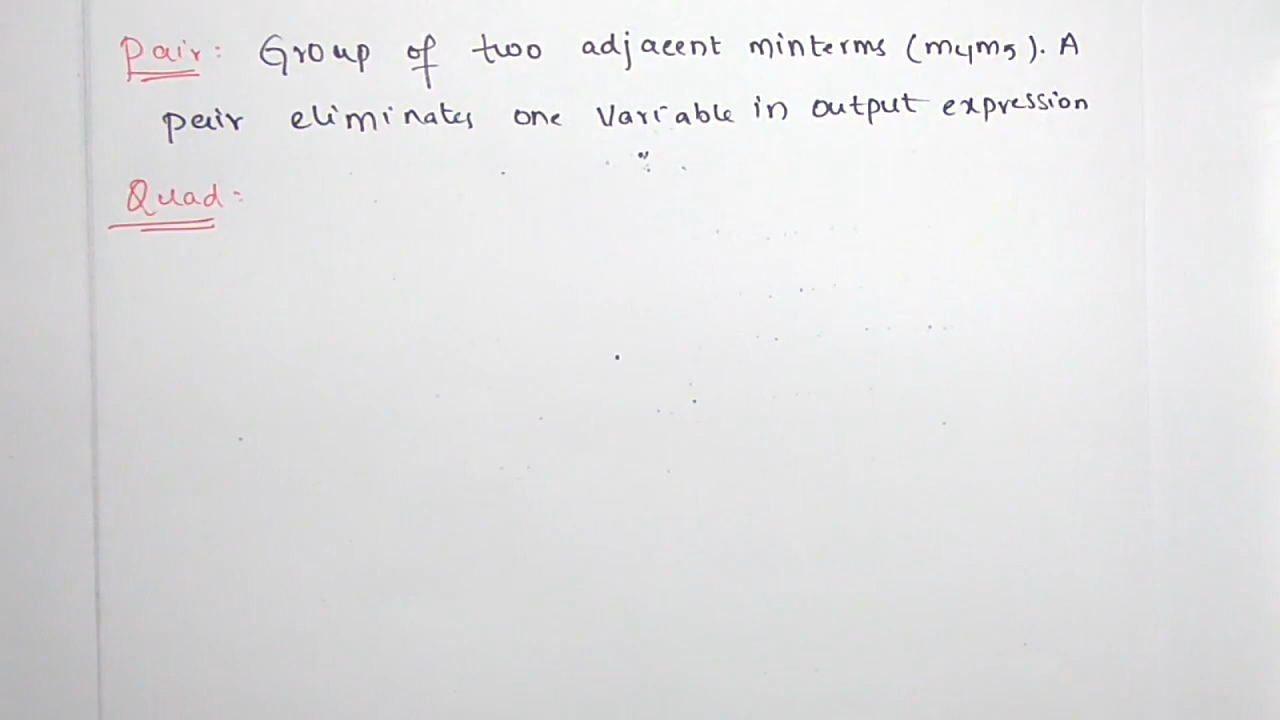 Pair: Group of two adjacent minterms (m4m5). A
pair eliminates one variable in output expression
Quad: